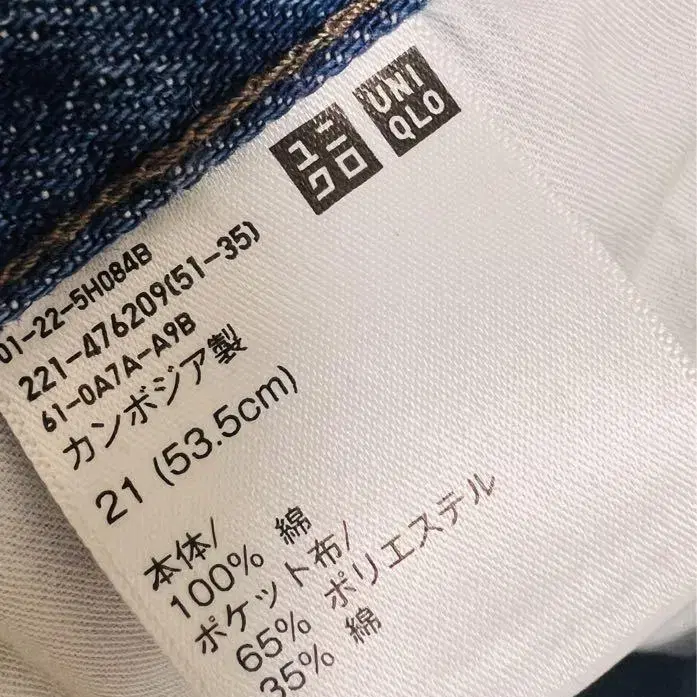 ユニ
クロ
UNI
QLO
01-22-5H084B
221-476209(51-35)
61-0A7A-A9B
カンボジア製
21 (53.5cm)
本体/
100% 綿
ポケット布/
65% ポリエステル
35% 綿